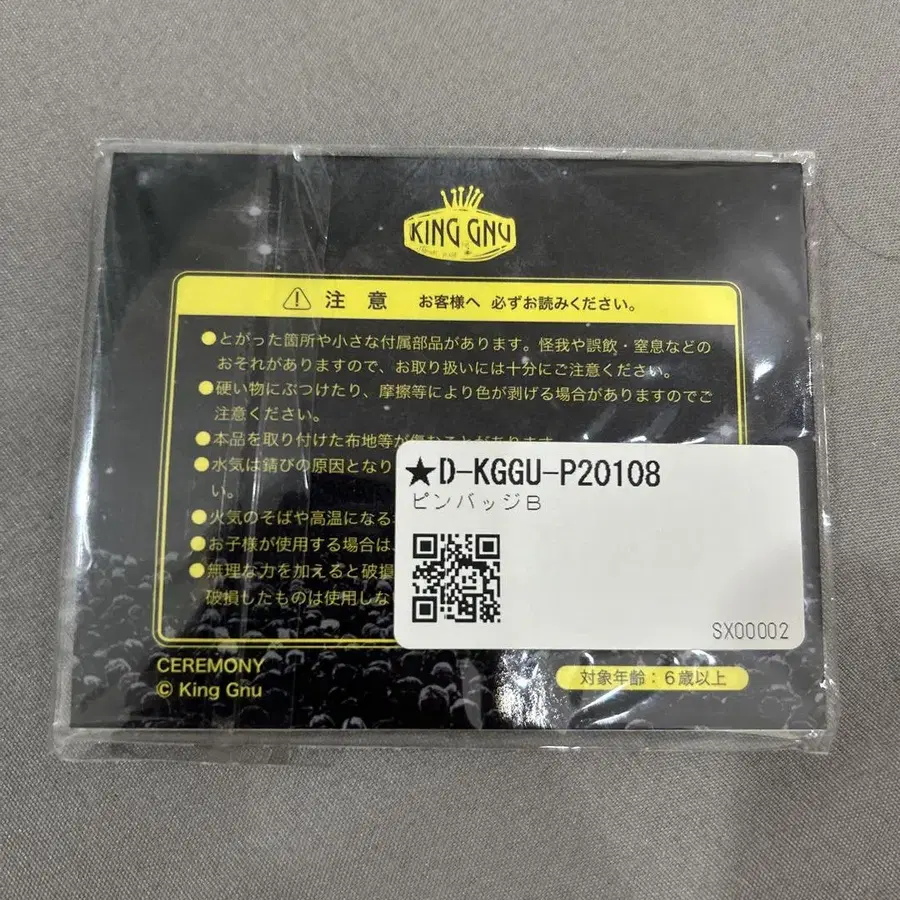 KING GNU
注 意 お客様へ 必ずお読みください。
●とがった箇所や小さな付属部品があります。怪我や誤飲・窒息などの
おそれがありますので、お取り扱いには十分にご注意ください。
●硬い物にぶつけたり、摩擦等により色が剥げる場合がありますのでご
注意ください。
●本品を取り付けた布地等が傷むことがあります。
●水気は錆びの原因となり
い。
●火気のそばや高温になる
●お子様が使用する場合は、
●無理な力を加えると破損
破損したものは使用しな
★D-KGGU-P20108
ピンバッジB
SX00002
CEREMONY
© King Gnu
対象年齢：6歳以上